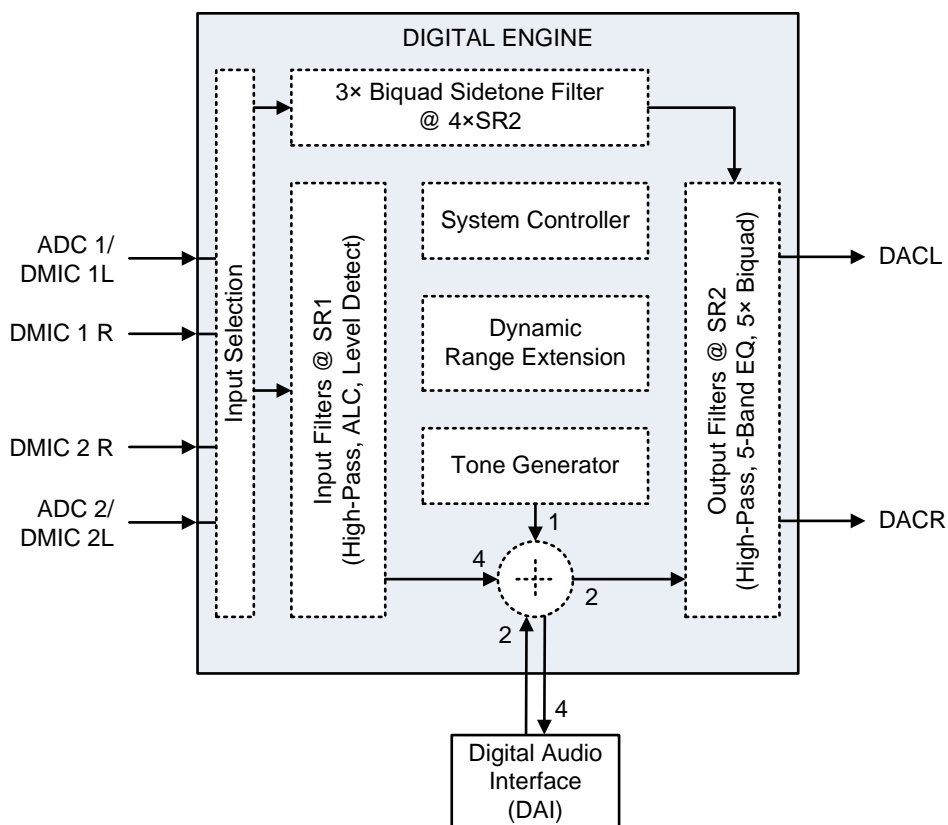 DIGITAL ENGINE
3× Biquad Sidetone Filter
@ 4×SR2
System Controller
Dynamic
Range Extension
Tone Generator
ADC 1/
DMIC 1L
DMIC 1 R
DMIC 2 R
ADC 2/
DMIC 2L
Input Selection
Input Filters @ SR1
(High-Pass, ALC, Level Detect)
Output Filters @ SR2
(High-Pass, 5-Band EQ, 5× Biquad)
DACL
DACR
1
4
2
2
4
Digital Audio
Interface
(DAI)